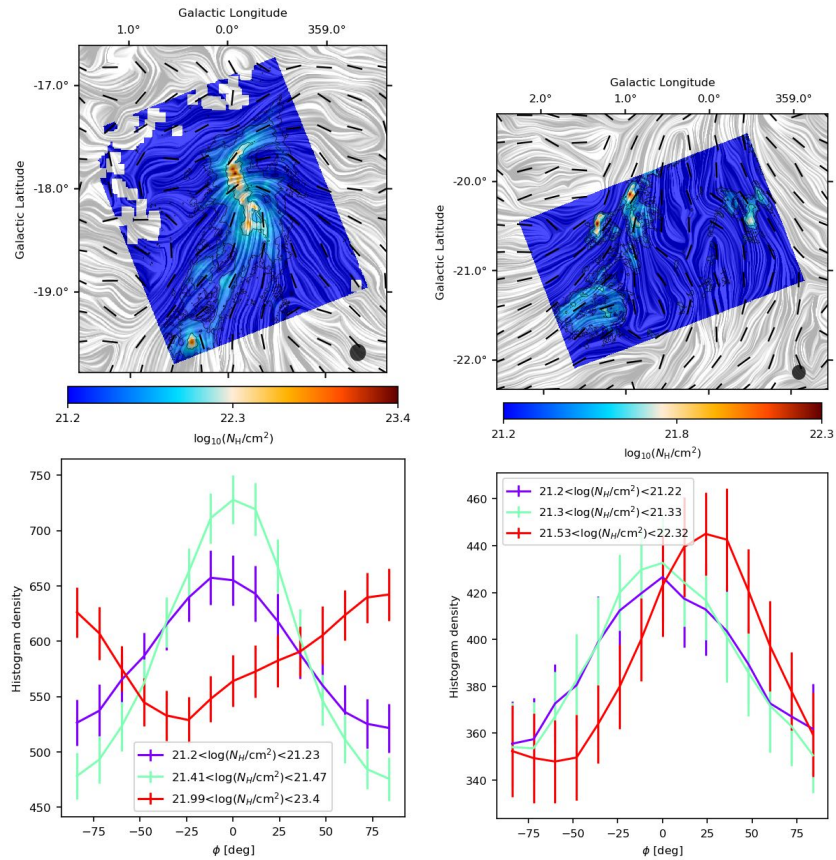 Galactic Longitude
1.0° 0.0° 359.0°
Galactic Latitude
-17.0°
-18.0°
-19.0°
21.2 22.3 23.4
log10(NH/cm2)
Galactic Longitude
2.0° 1.0° 0.0° 359.0°
Galactic Latitude
-20.0°
-21.0°
-22.0°
21.2 21.8 22.3
log10(NH/cm2)
Histogram density
750
700
650
600
550
500
450
21.2<log(NH/cm2)<21.23
21.41<log(NH/cm2)<21.47
21.99<log(NH/cm2)<23.4
−75 −50 −25 0 25 50 75
ϕ [deg]
Histogram density
460
440
420
400
380
360
340
21.2<log(NH/cm2)<21.22
21.3<log(NH/cm2)<21.33
21.53<log(NH/cm2)<22.32
−75 −50 −25 0 25 50 75
ϕ [deg]